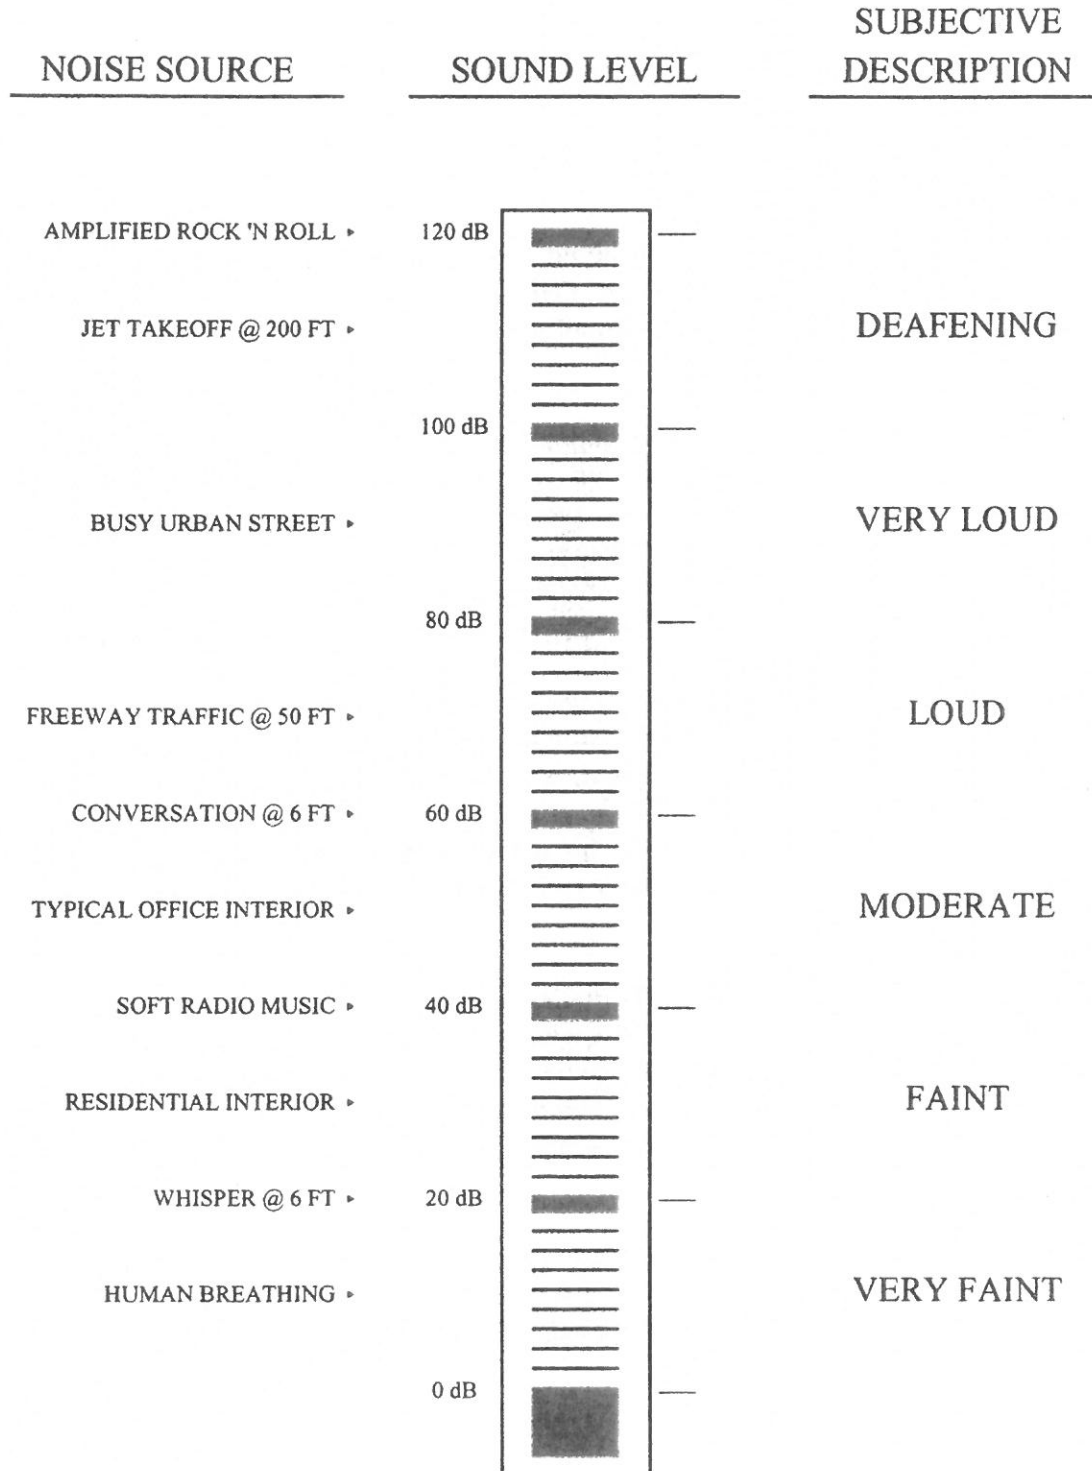 NOISE SOURCE
SOUND LEVEL
SUBJECTIVE
DESCRIPTION
AMPLIFIED ROCK 'N ROLL
120 dB
JET TAKEOFF @ 200 FT
DEAFENING
100 dB
BUSY URBAN STREET
VERY LOUD
80 dB
FREEWAY TRAFFIC @ 50 FT
LOUD
CONVERSATION @ 6 FT
60 dB
TYPICAL OFFICE INTERIOR
MODERATE
SOFT RADIO MUSIC
40 dB
RESIDENTIAL INTERIOR
FAINT
WHISPER @ 6 FT
20 dB
HUMAN BREATHING
VERY FAINT
0 dB